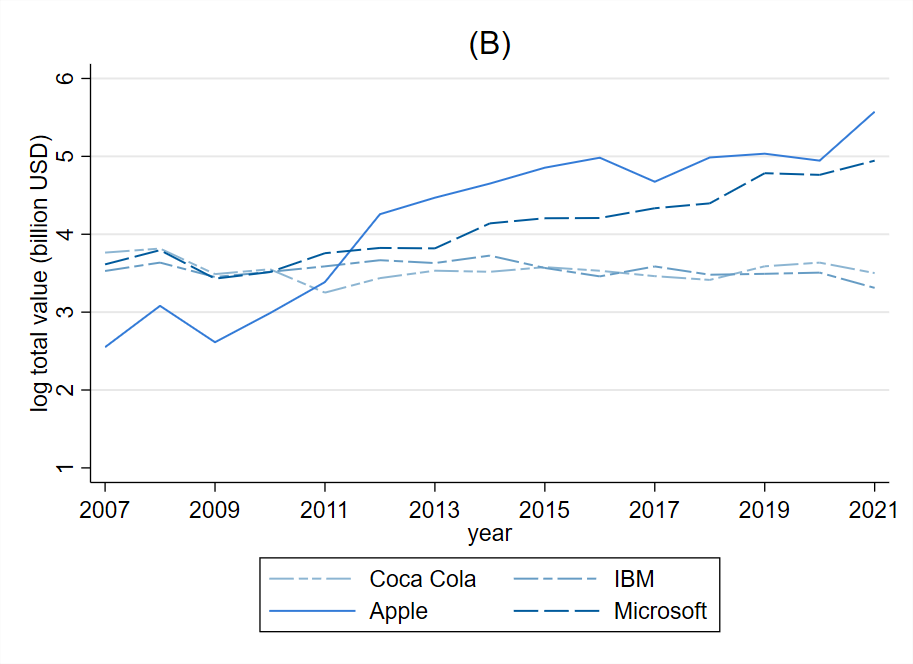 (B)
log total value (billion USD)
6
5
4
3
2
1
2007 2009 2011 2013 2015 2017 2019 2021
year
Coca Cola IBM
Apple Microsoft